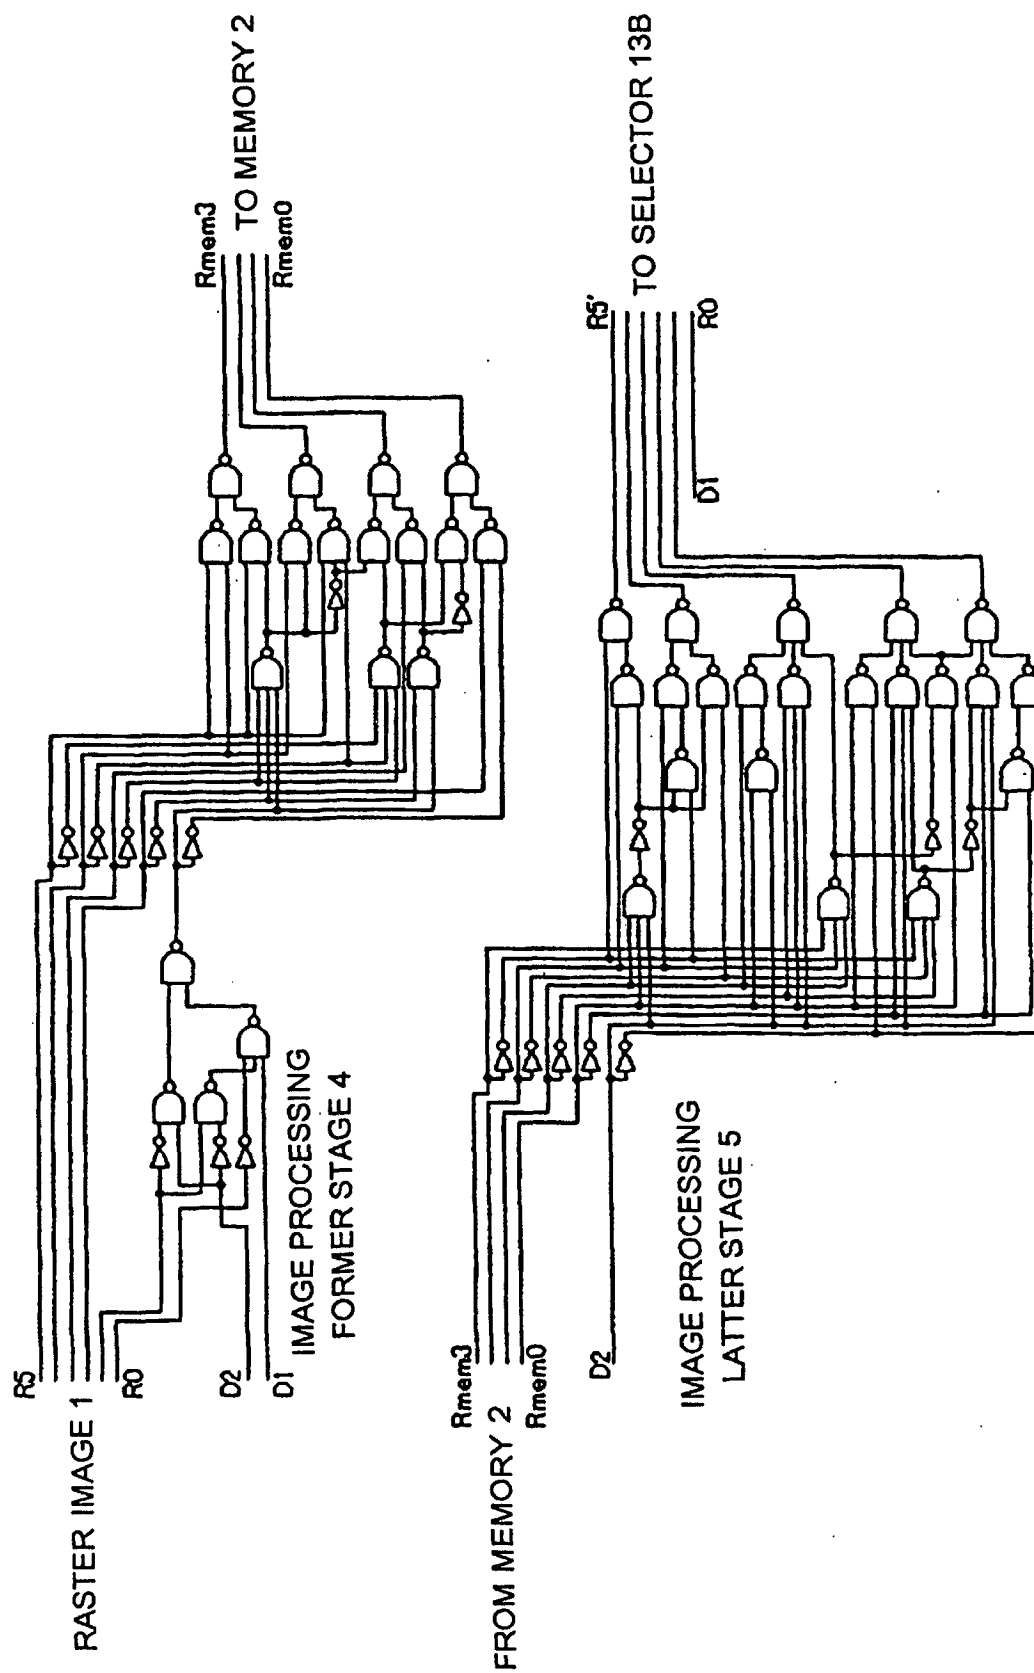 R5
RASTER IMAGE 1
R0
D2
D1
IMAGE PROCESSING
FORMER STAGE 4
Rmem3
TO MEMORY 2
Rmem0
Rmem3
FROM MEMORY 2
Rmem0
D2
IMAGE PROCESSING
LATTER STAGE 5
R5'
TO SELECTOR 13B
R0
D1